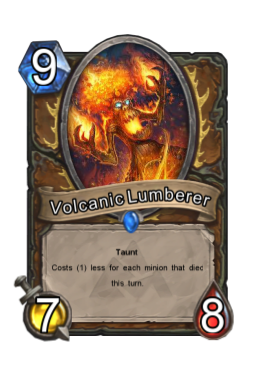 9
Volcanic Lumberer
Taunt
Costs (1) less for each minion that died
this turn.
7
8